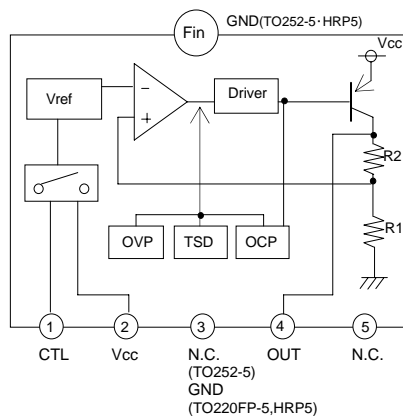 Fin
GND(TO252-5·HRP5)
Vcc
Vref
−
+
Driver
R2
R1
OVP
TSD
OCP
1
2
3
4
5
CTL
Vcc
N.C.
(TO252-5)
GND
(TO220FP-5,HRP5)
OUT
N.C.